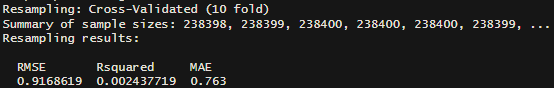 Resampling: Cross-Validated (10 fold)
Summary of sample sizes: 238398, 238399, 238400, 238400, 238400, 238399, ...
Resampling results:
RMSE Rsquared MAE
0.9168619 0.002437719 0.763